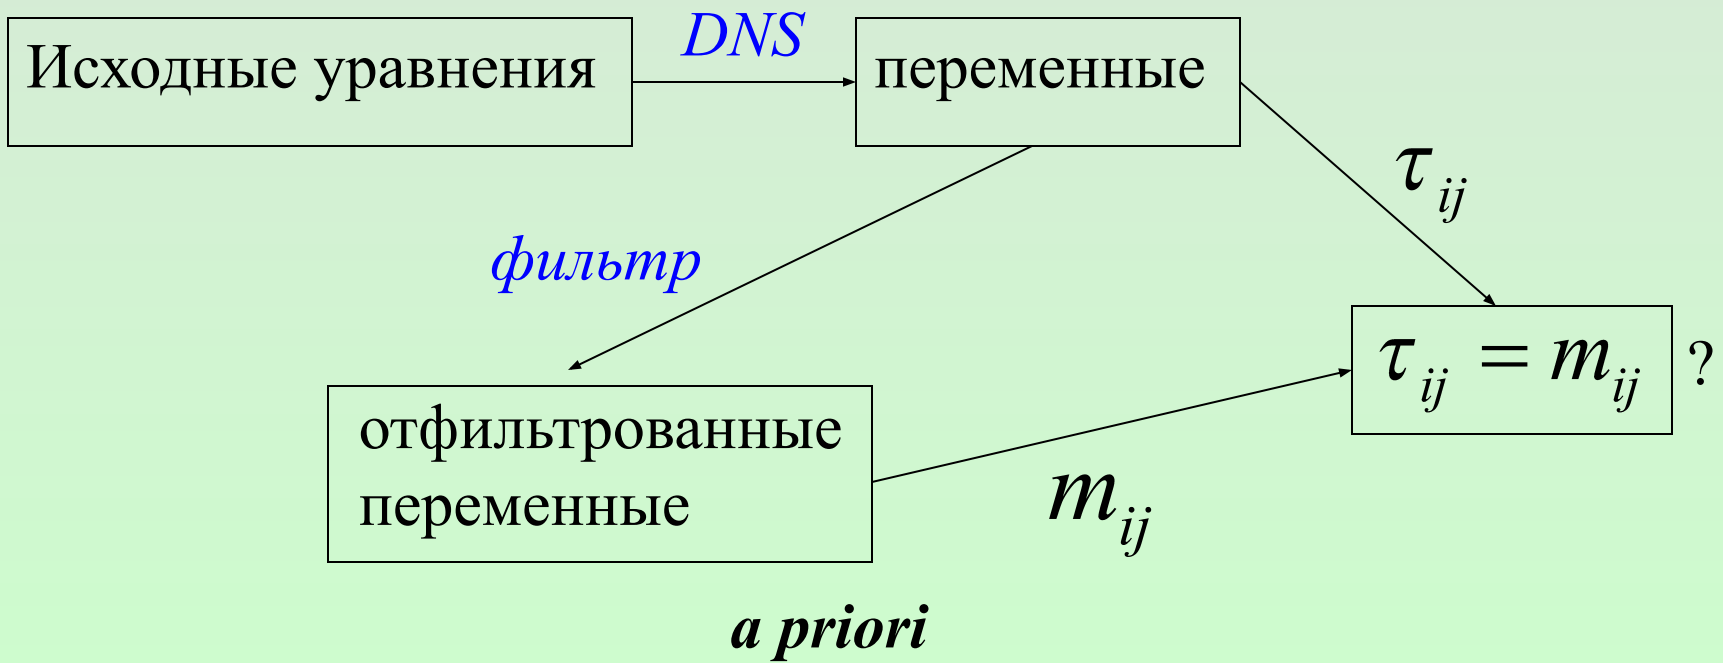 Исходные уравнения
DNS
переменные
τij
фильтр
τij = mij ?
отфильтрованные
переменные
mij
a priori